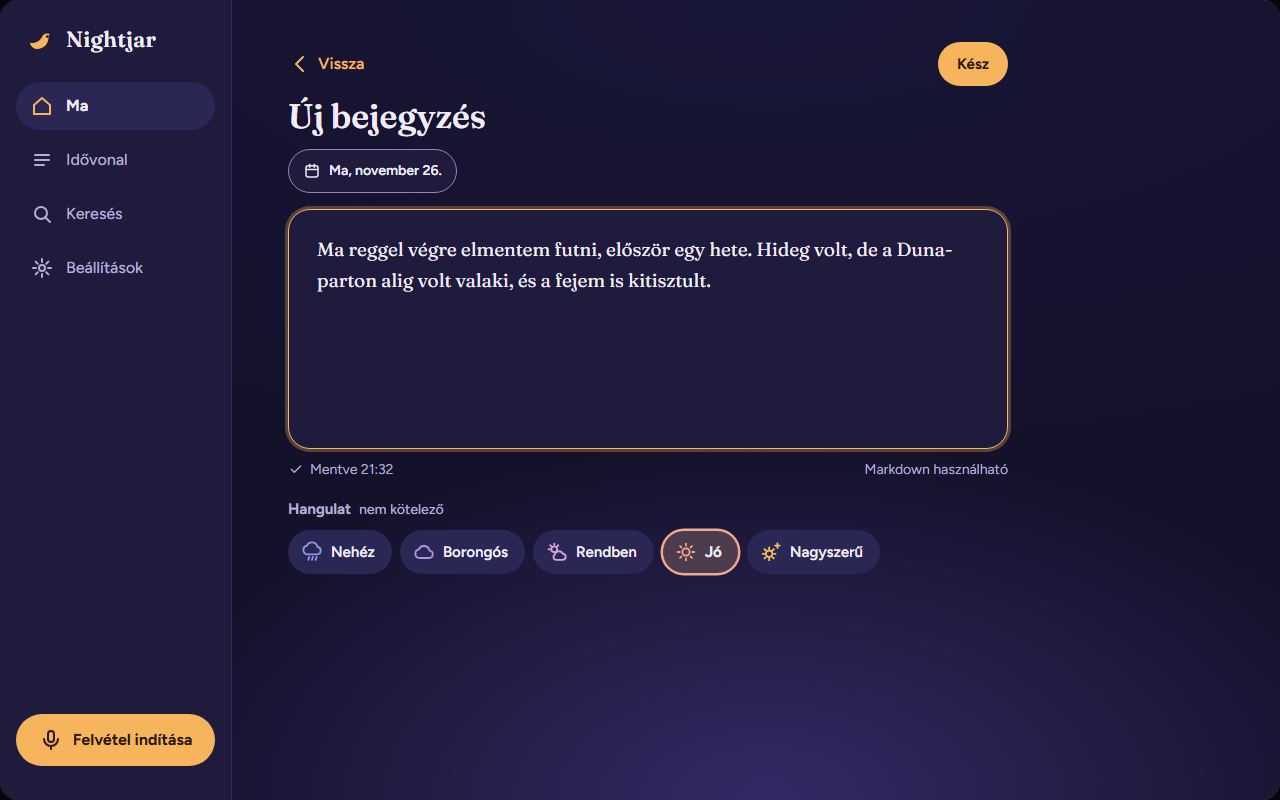 Nightjar
Ma
Idővonal
Keresés
Beállítások
Felvétel indítása
Vissza
Kész
Új bejegyzés
Ma, november 26.
Ma reggel végre elmentem futni, először egy hete. Hideg volt, de a Duna-
parton alig volt valaki, és a fejem is kitisztult.
Mentve 21:32
Markdown használható
Hangulat nem kötelező
Nehéz
Borongós
Rendben
Jó
Nagyszerű